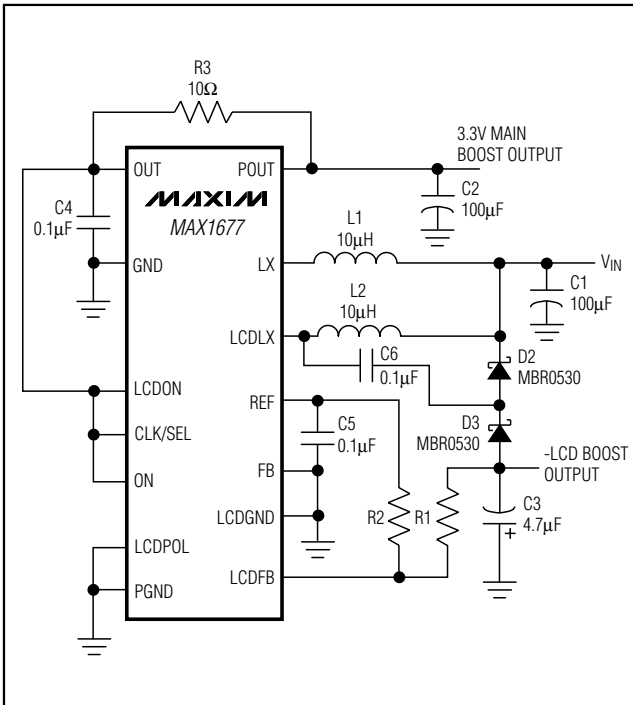 R3
10Ω
3.3V MAIN
BOOST OUTPUT
OUT
POUT
MAXIM
MAX1677
C4
0.1µF
C2
100µF
L1
10µH
GND
LX
VIN
C1
100µF
L2
10µH
LCDLX
C6
0.1µF
D2
MBR0530
LCDON
REF
CLK/SEL
C5
0.1µF
D3
MBR0530
ON
FB
-LCD BOOST
OUTPUT
LCDGND
R2
R1
C3
4.7µF
+
LCDPOL
PGND
LCDFB